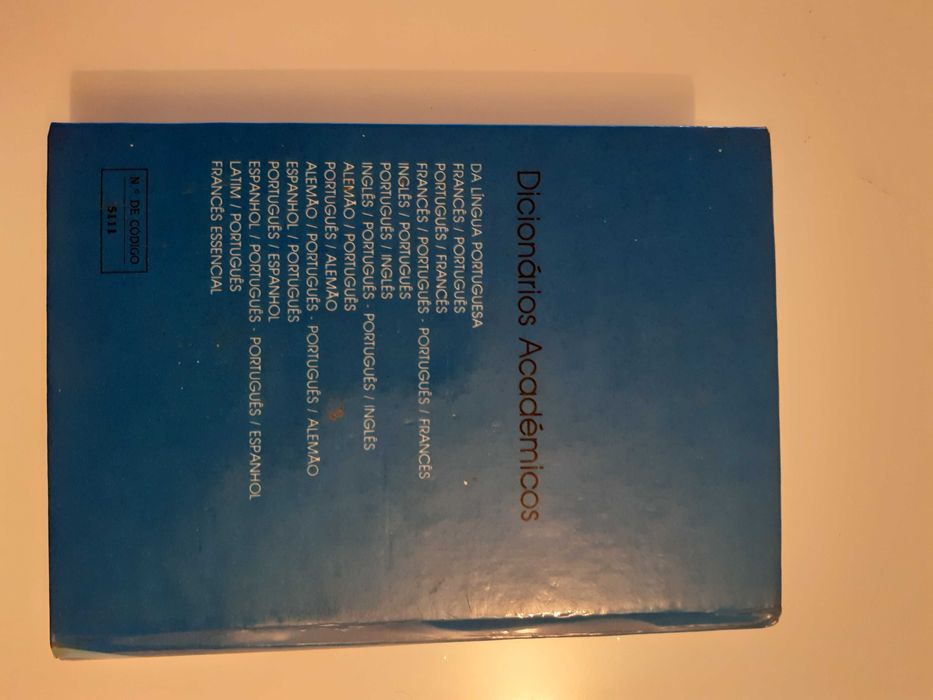 Dicionários Académicos
DA LÍNGUA PORTUGUESA
FRANCÊS / PORTUGUÊS
PORTUGUÊS / FRANCÊS
FRANCÊS / PORTUGUÊS · PORTUGUÊS / FRANCÊS
INGLÊS / PORTUGUÊS
PORTUGUÊS / INGLÊS
INGLÊS / PORTUGUÊS · PORTUGUÊS / INGLÊS
ALEMÃO / PORTUGUÊS
PORTUGUÊS / ALEMÃO
ALEMÃO / PORTUGUÊS · PORTUGUÊS / ALEMÃO
ESPANHOL / PORTUGUÊS
PORTUGUÊS / ESPANHOL
ESPANHOL / PORTUGUÊS · PORTUGUÊS / ESPANHOL
LATIM / PORTUGUÊS
FRANCÊS ESSENCIAL
N.º DE CODIGO
5111